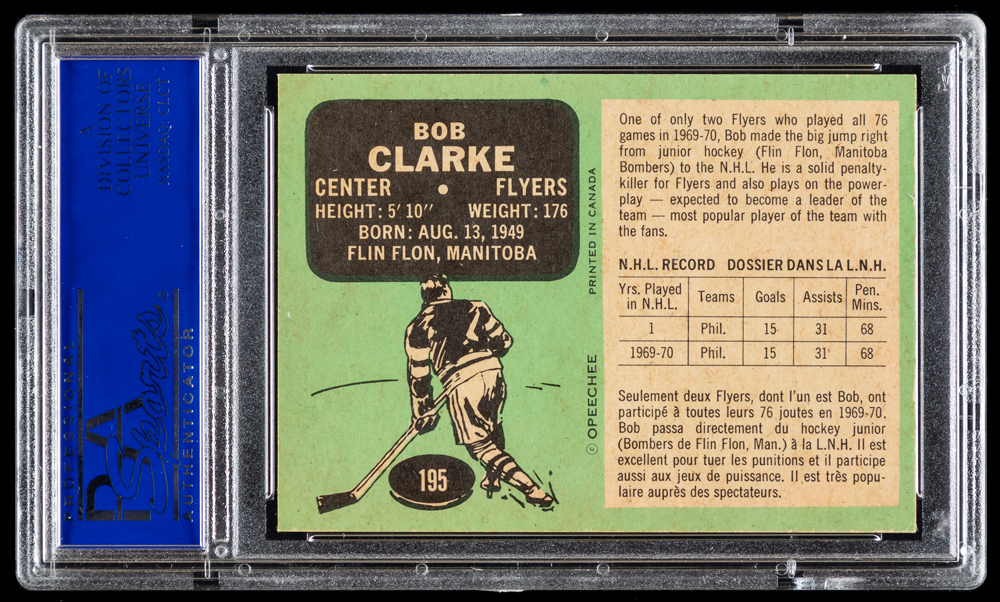 A
DIVISION OF
COLLECTORS
UNIVERSE
NASDAQ: CLCT
PROFESSIONAL
PSA
Sports
AUTHENTICATOR
BOB
CLARKE
CENTER • FLYERS
HEIGHT: 5' 10" WEIGHT: 176
BORN: AUG. 13, 1949
FLIN FLON, MANITOBA
195
© OPEECHEE PRINTED IN CANADA
One of only two Flyers who played all 76
games in 1969-70, Bob made the big jump right
from junior hockey (Flin Flon, Manitoba
Bombers) to the N.H.L. He is a solid penalty-
killer for Flyers and also plays on the power-
play — expected to become a leader of the
team — most popular player of the team with
the fans.
N.H.L. RECORD DOSSIER DANS LA L.N.H.
Yrs. Played in N.H.L. Teams Goals Assists Pen. Mins.
1 Phil. 15 31 68
1969-70 Phil. 15 31 68
Seulement deux Flyers, dont l'un est Bob, ont
participé à toutes leurs 76 joutes en 1969-70.
Bob passa directement du hockey junior
(Bombers de Flin Flon, Man.) à la L.N.H. Il est
excellent pour tuer les punitions et il participe
aussi aux jeux de puissance. Il est très popu-
laire auprès des spectateurs.